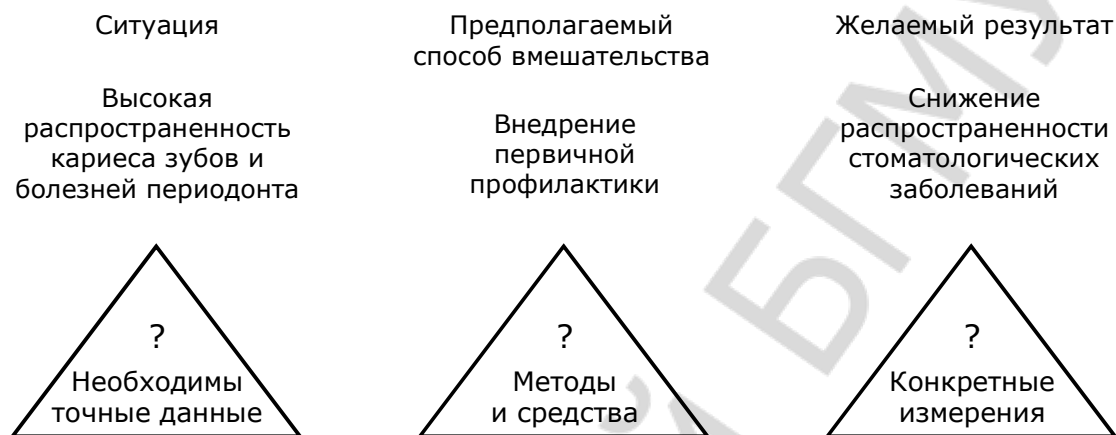 Ситуация
Высокая
распространенность
кариеса зубов и
болезней периодонта
?
Необходимы
точные данные
Предполагаемый
способ вмешательства
Внедрение
первичной
профилактики
?
Методы
и средства
Желаемый результат
Снижение
распространенности
стоматологических
заболеваний
?
Конкретные
измерения